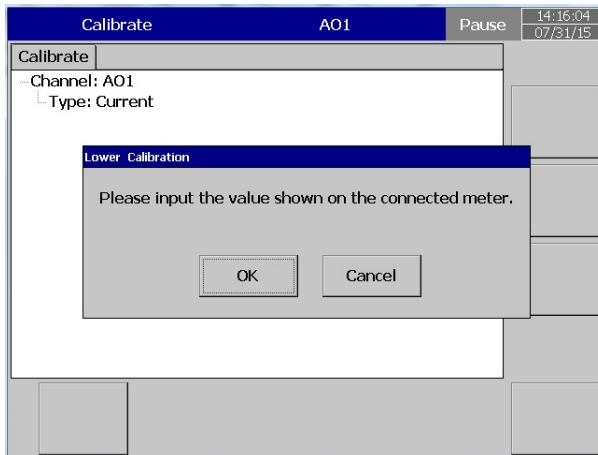 Calibrate AO1 Pause 14:16:04
07/31/15
Calibrate
Channel: AO1
Type: Current
Lower Calibration
Please input the value shown on the connected meter.
OK Cancel